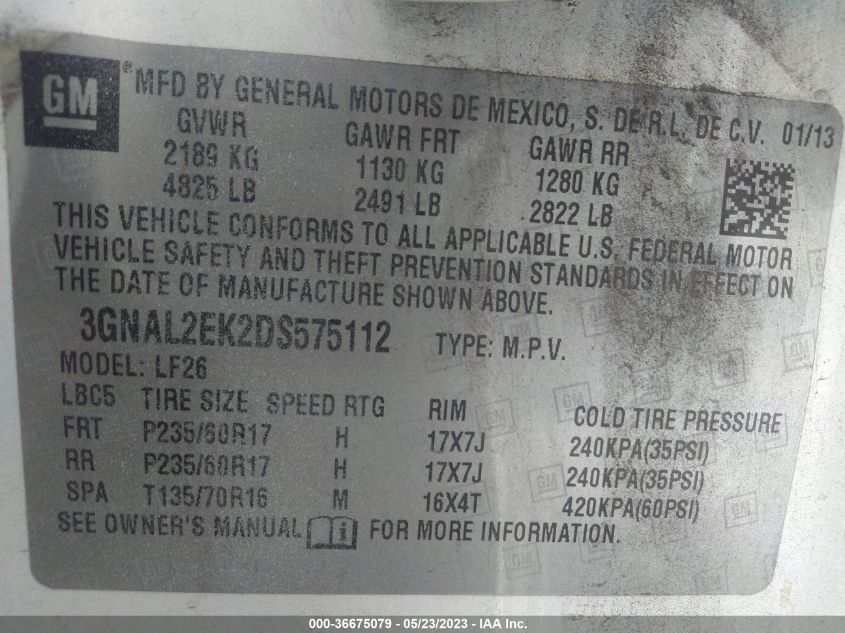 GM
® MFD BY GENERAL MOTORS DE MEXICO, S. DE R.L. DE C.V. 01/13
GVWR GAWR FRT GAWR RR
2189 KG 1130 KG 1280 KG
4825 LB 2491 LB 2822 LB
THIS VEHICLE CONFORMS TO ALL APPLICABLE U.S. FEDERAL MOTOR
VEHICLE SAFETY AND THEFT PREVENTION STANDARDS IN EFFECT ON
THE DATE OF MANUFACTURE SHOWN ABOVE.
3GNAL2EK2DS575112 TYPE: M.P.V.
MODEL: LF26
LBC5 TIRE SIZE SPEED RTG RIM COLD TIRE PRESSURE
FRT P235/60R17 H 17X7J 240KPA(35PSI)
RR P235/60R17 H 17X7J 240KPA(35PSI)
SPA T135/70R16 M 16X4T 420KPA(60PSI)
SEE OWNER'S MANUAL i FOR MORE INFORMATION.
000-36675079 - 05/23/2023 - IAA Inc.